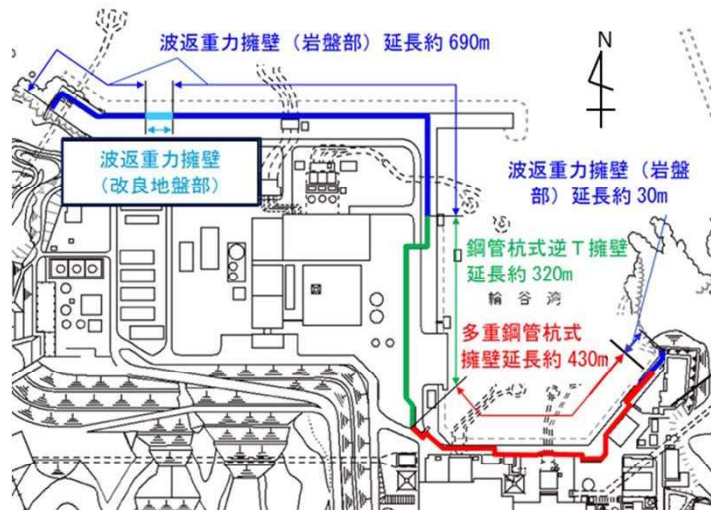 波返重力擁壁（岩盤部）延長約 690m
N
波返重力擁壁
（改良地盤部）
波返重力擁壁（岩盤
部）延長約 30m
鋼管杭式逆T擁壁
延長約 320m
輪谷湾
多重鋼管杭式
擁壁延長約 430m